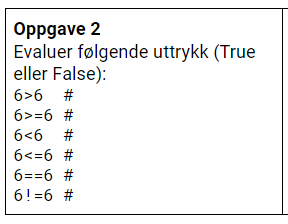 Oppgave 2
Evaluer følgende uttrykk (True
eller False):
6>6 #
6>=6 #
6<6 #
6<=6 #
6==6 #
6!=6 #